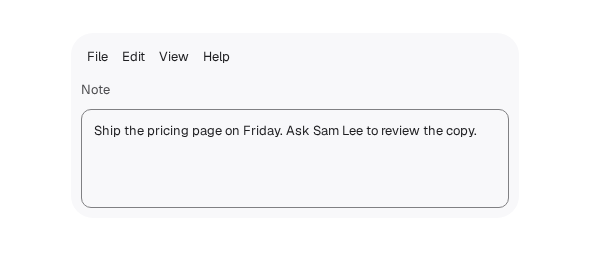 File Edit View Help
Note
Ship the pricing page on Friday. Ask Sam Lee to review the copy.